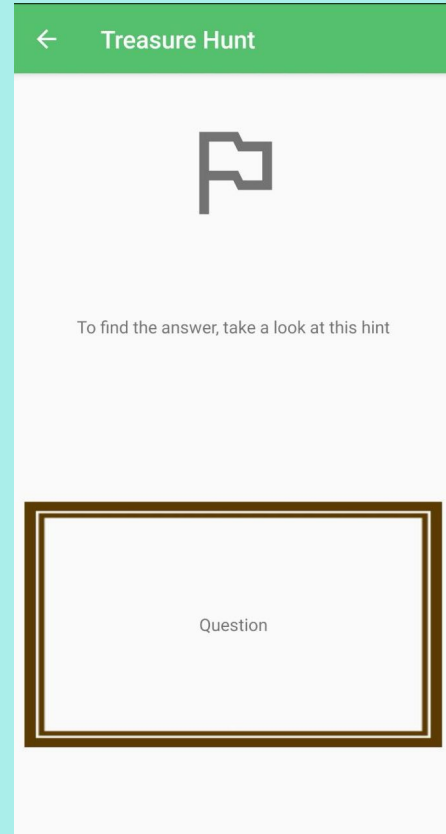 Treasure Hunt
To find the answer, take a look at this hint
Question